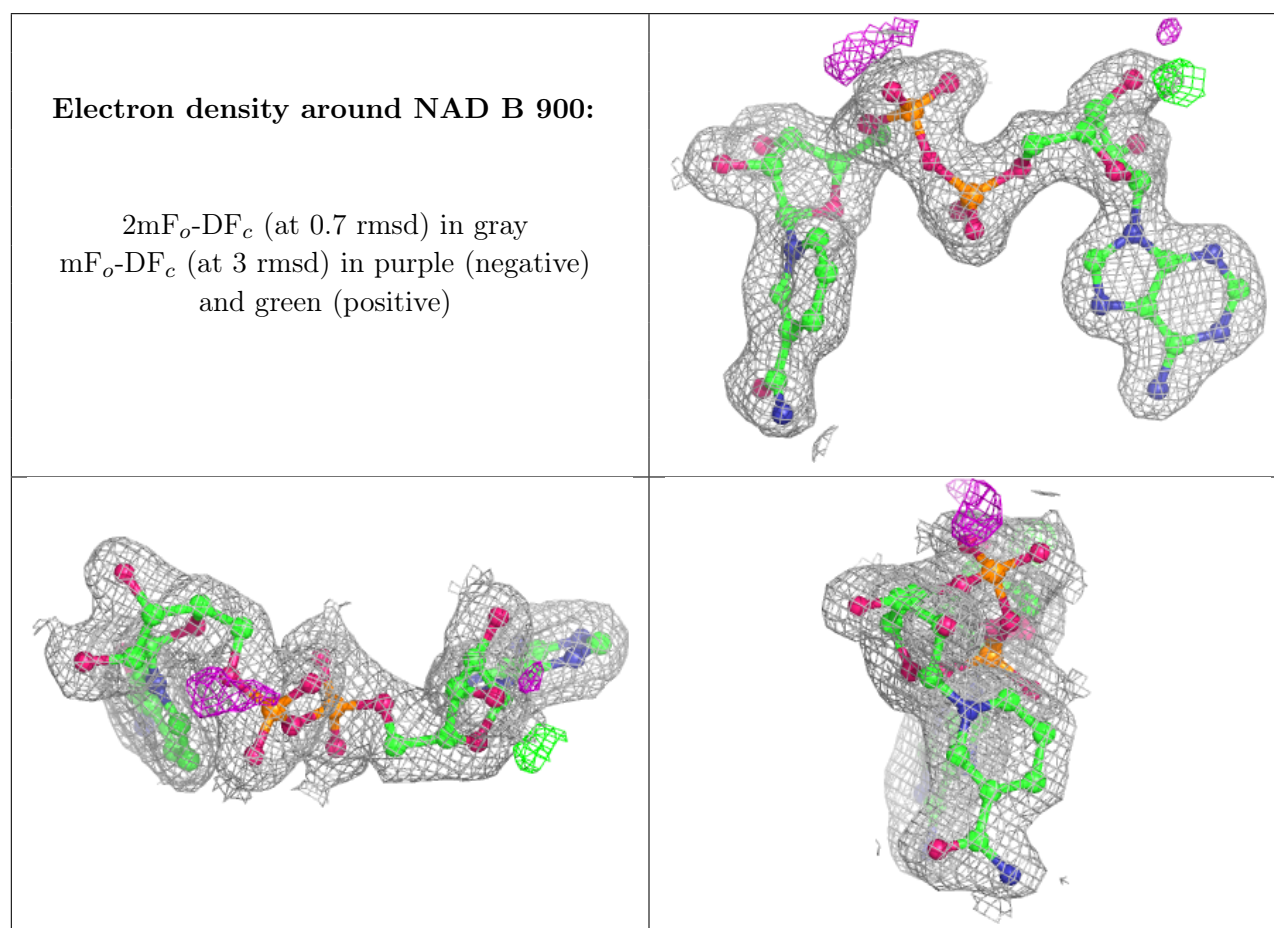 Electron density around NAD B 900:
2mFo-DFc (at 0.7 rmsd) in gray
mFo-DFc (at 3 rmsd) in purple (negative)
and green (positive)